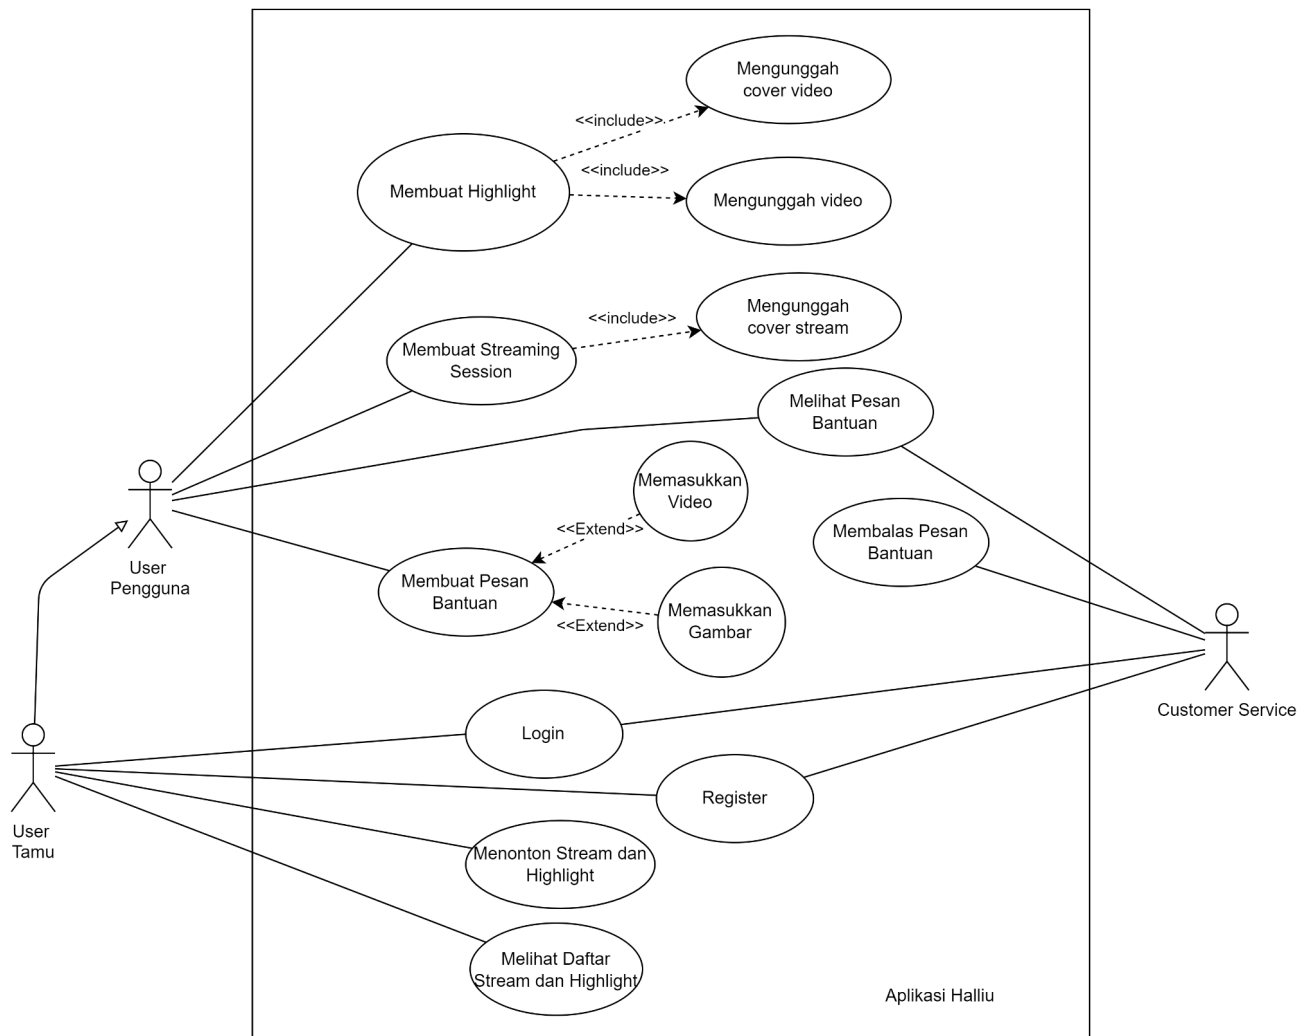 Mengunggah
cover video
<<include>>
Membuat Highlight
<<include>>
Mengunggah video
Mengunggah
cover stream
<<include>>
Membuat Streaming
Session
Melihat Pesan
Bantuan
Memasukkan
Video
<<Extend>>
Membalas Pesan
Bantuan
User
Pengguna
Membuat Pesan
Bantuan
Memasukkan
Gambar
<<Extend>>
Customer Service
Login
Register
User
Tamu
Menonton Stream dan
Highlight
Melihat Daftar
Stream dan Highlight
Aplikasi Halliu